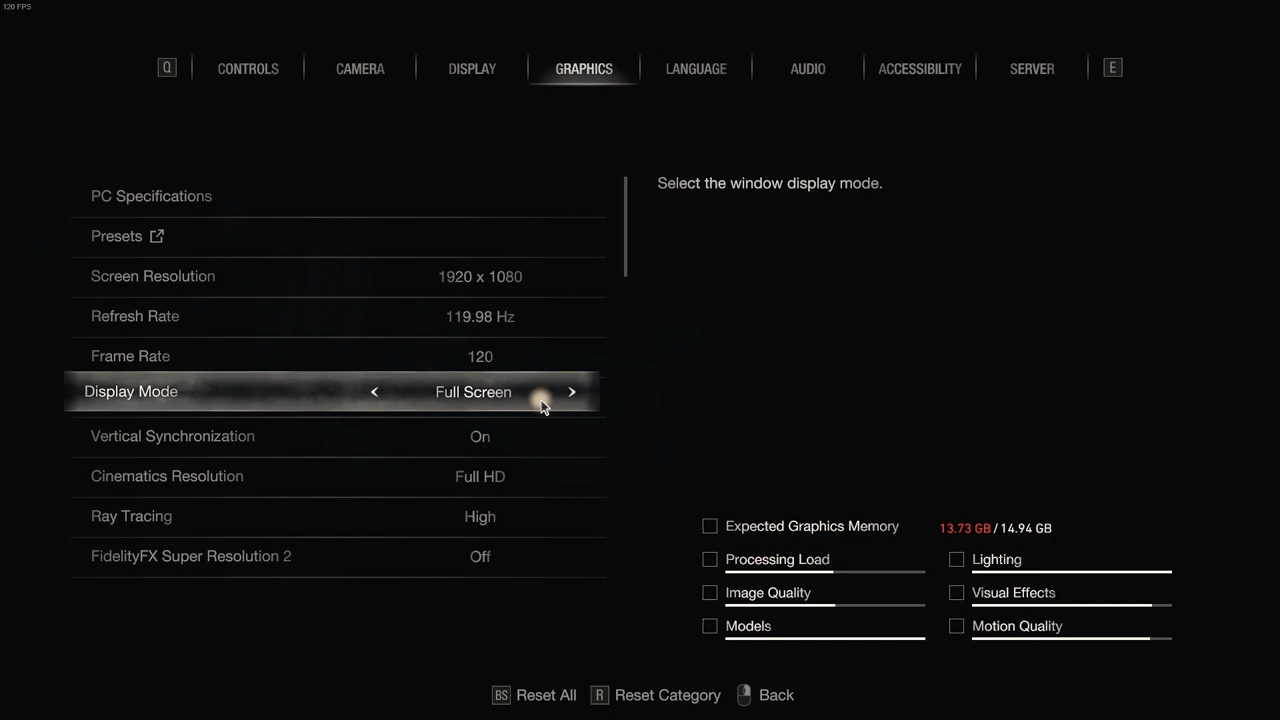 120 FPS
Q CONTROLS CAMERA DISPLAY GRAPHICS LANGUAGE AUDIO ACCESSIBILITY SERVER E
PC Specifications
Presets
Screen Resolution 1920 x 1080
Refresh Rate 119.98 Hz
Frame Rate 120
Display Mode Full Screen
Vertical Synchronization On
Cinematics Resolution Full HD
Ray Tracing High
FidelityFX Super Resolution 2 Off
Select the window display mode.
Expected Graphics Memory 13.73 GB / 14.94 GB
Processing Load Lighting
Image Quality Visual Effects
Models Motion Quality
BS Reset All R Reset Category Back